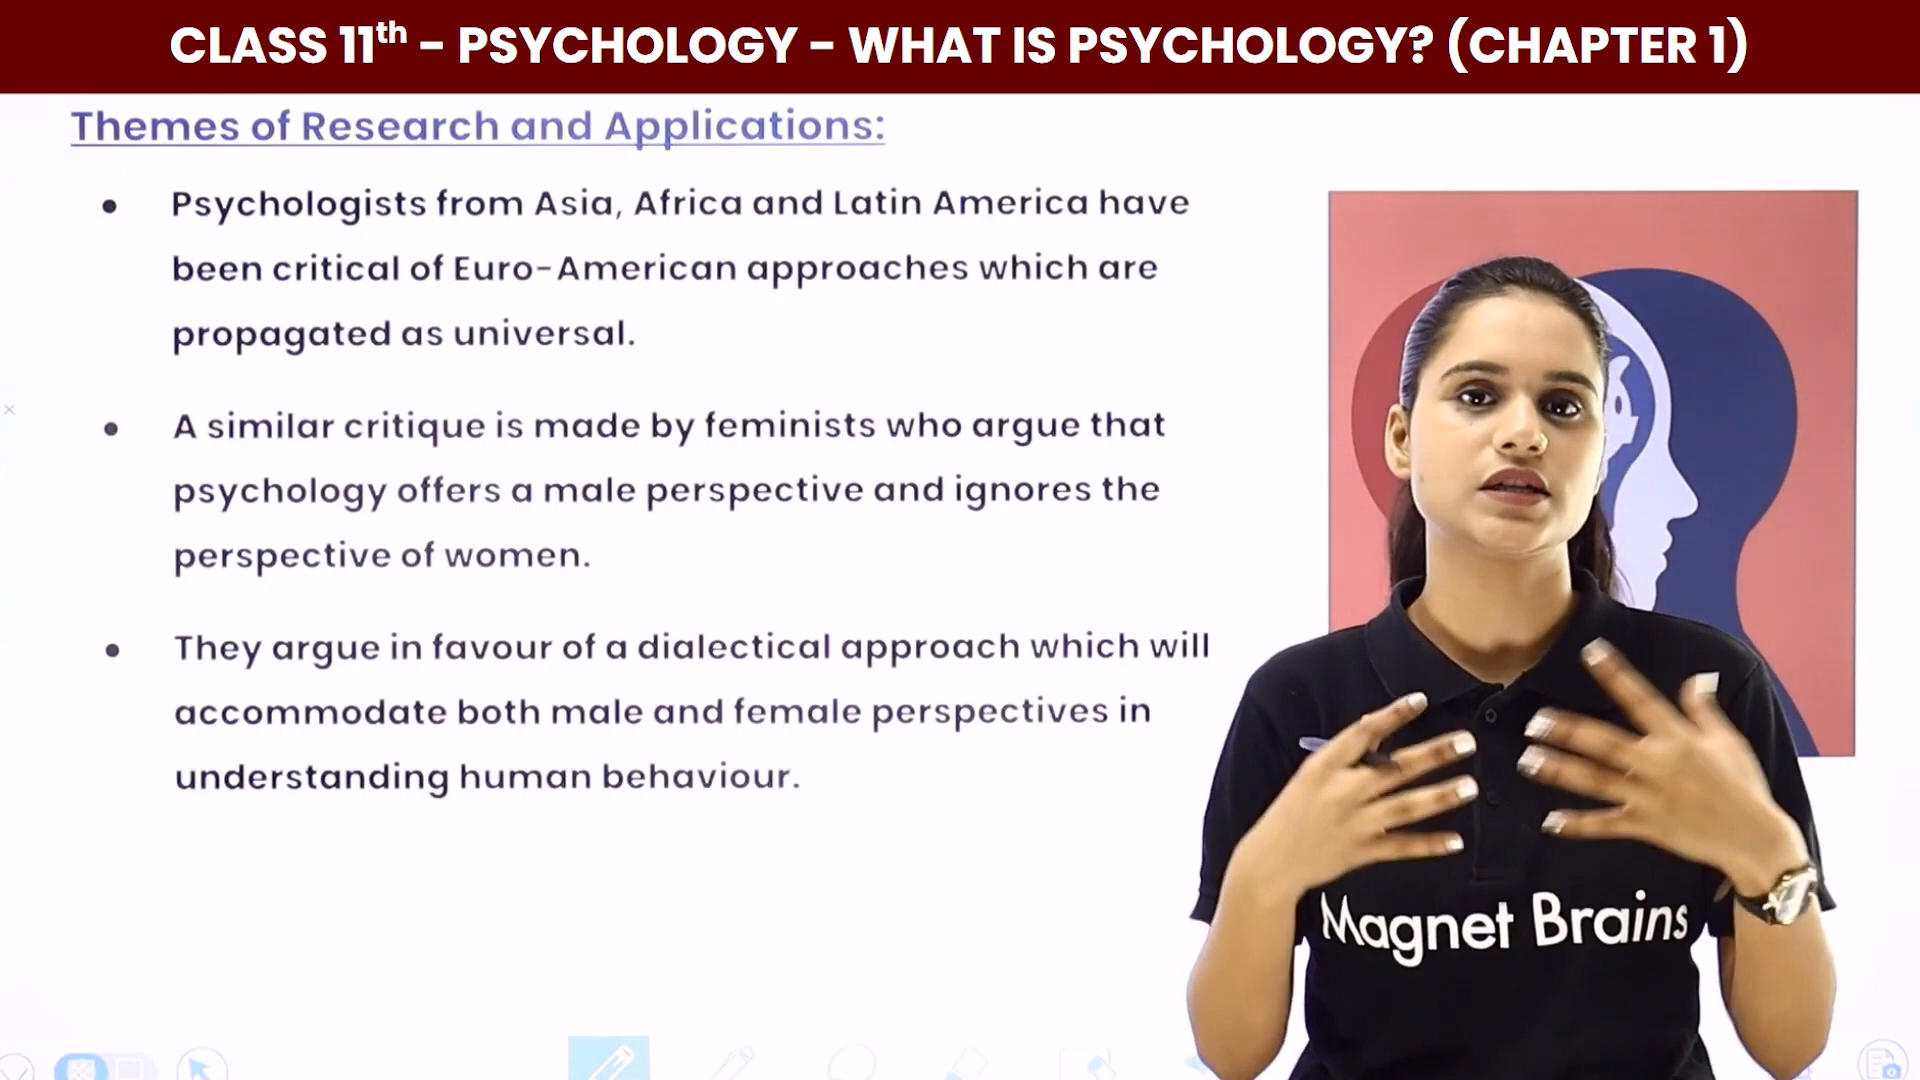 CLASS 11th – PSYCHOLOGY – WHAT IS PSYCHOLOGY? (CHAPTER 1)
Themes of Research and Applications:
• Psychologists from Asia, Africa and Latin America have
been critical of Euro-American approaches which are
propagated as universal.
• A similar critique is made by feminists who argue that
psychology offers a male perspective and ignores the
perspective of women.
• They argue in favour of a dialectical approach which will
accommodate both male and female perspectives in
understanding human behaviour.
Magnet Brains